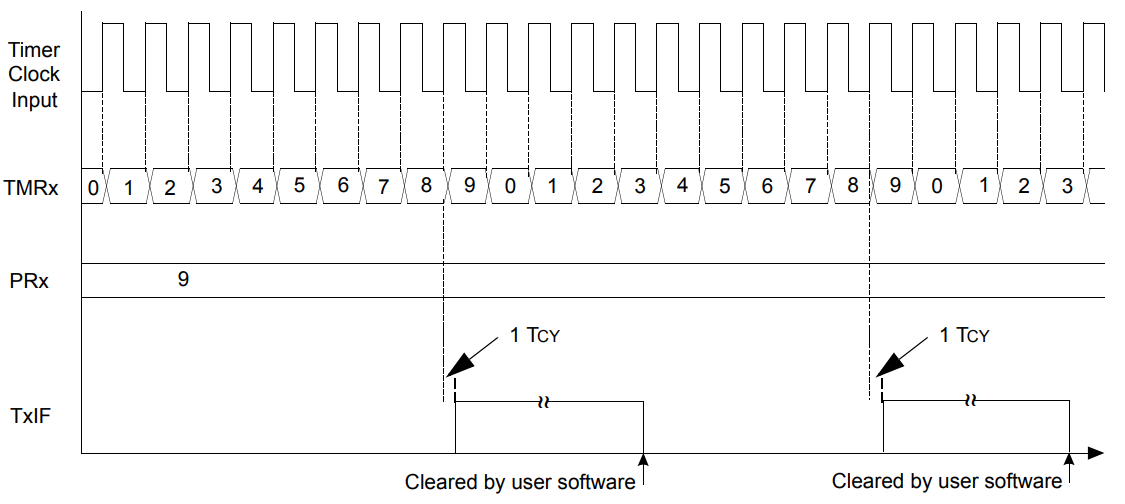 Timer
Clock
Input
TMRx 0 1 2 3 4 5 6 7 8 9 0 1 2 3 4 5 6 7 8 9 0 1 2 3
PRx 9
1 TCY 1 TCY
TxIF
Cleared by user software Cleared by user software